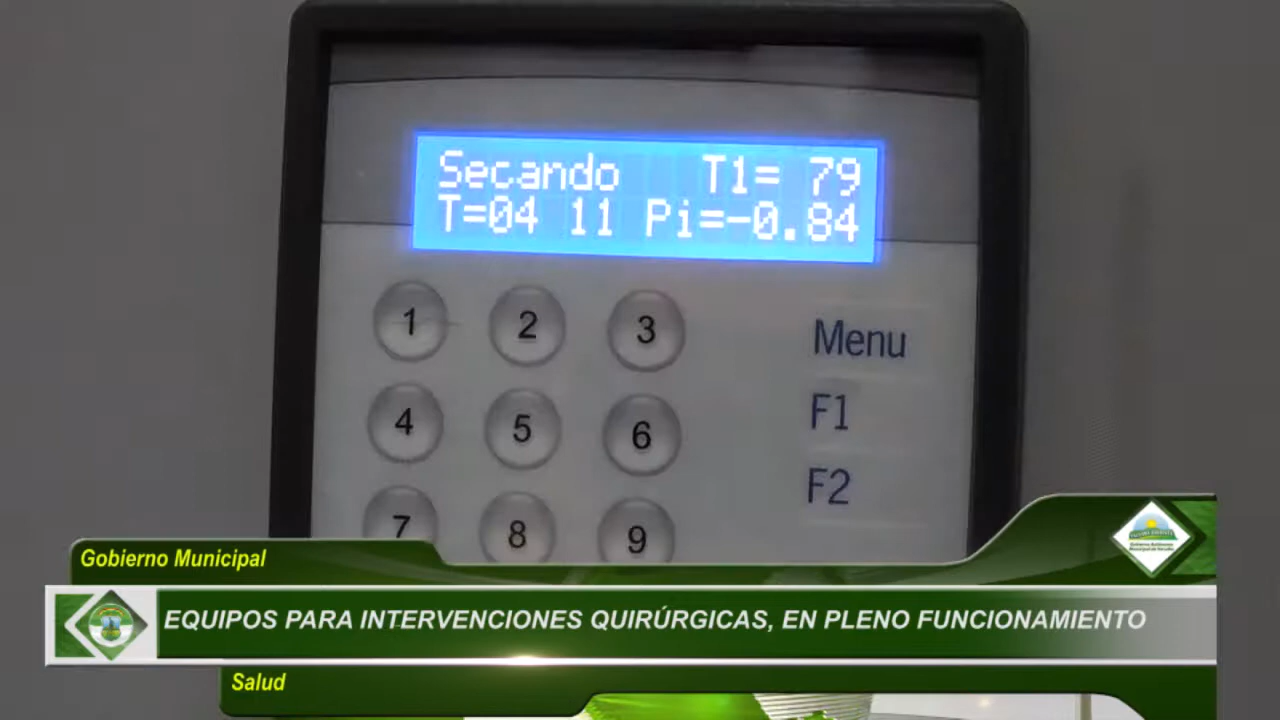 Secando T1= 79
T=04 11 Pi=-0.84
1 2 3 Menu
4 5 6 F1
F2
7 8 9
Gobierno Municipal
EQUIPOS PARA INTERVENCIONES QUIRÚRGICAS, EN PLENO FUNCIONAMIENTO
Salud